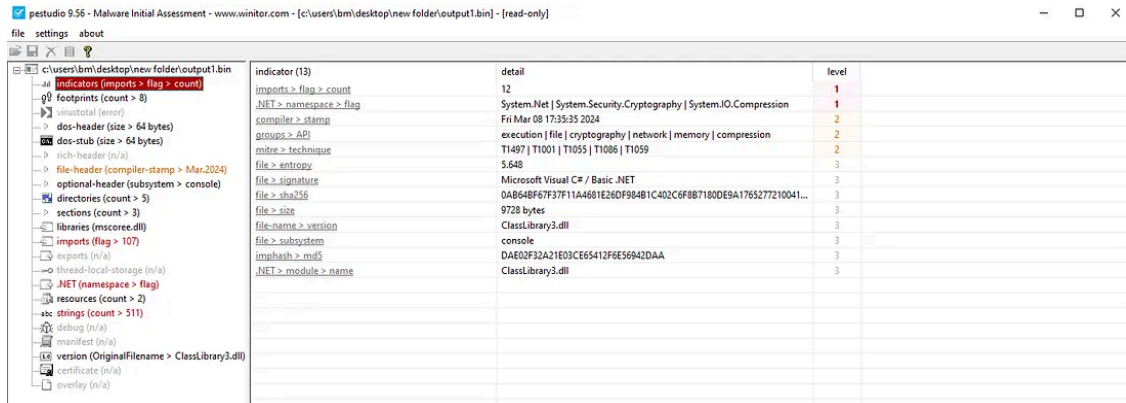 pestudio 9.56 - Malware Initial Assessment - www.winitor.com - [c:\users\bm\desktop\new folder\output1.bin] - [read-only]
file settings about
c:\users\bm\desktop\new folder\output1.bin
indicators (imports > flag > count)
footprints (count > 8)
virustotal (error)
dos-header (size > 64 bytes)
dos-stub (size > 64 bytes)
rich-header (n/a)
file-header (compiler-stamp > Mar.2024)
optional-header (subsystem > console)
directories (count > 5)
sections (count > 3)
libraries (mscoree.dll)
imports (flag > 107)
exports (n/a)
thread-local-storage (n/a)
.NET (namespace > flag)
resources (count > 2)
abc strings (count > 511)
debug (n/a)
manifest (n/a)
1.0 version (OriginalFilename > ClassLibrary3.dll)
certificate (n/a)
overlay (n/a)
indicator (13) detail level
imports > flag > count 12 1
.NET > namespace > flag System.Net | System.Security.Cryptography | System.IO.Compression 1
compiler > stamp Fri Mar 08 17:35:35 2024 2
groups > API execution | file | cryptography | network | memory | compression 2
mitre > technique T1497 | T1001 | T1055 | T1086 | T1059 2
file > entropy 5.648 3
file > signature Microsoft Visual C# / Basic .NET 3
file > sha256 0AB64BF67F37F11A4681E26DF984B1C402C6F8B7180DE9A1765277210041... 3
file > size 9728 bytes 3
file-name > version ClassLibrary3.dll 3
file > subsystem console 3
imphash > md5 DAE02F32A21E03CE65412F6E56942DAA 3
.NET > module > name ClassLibrary3.dll 3